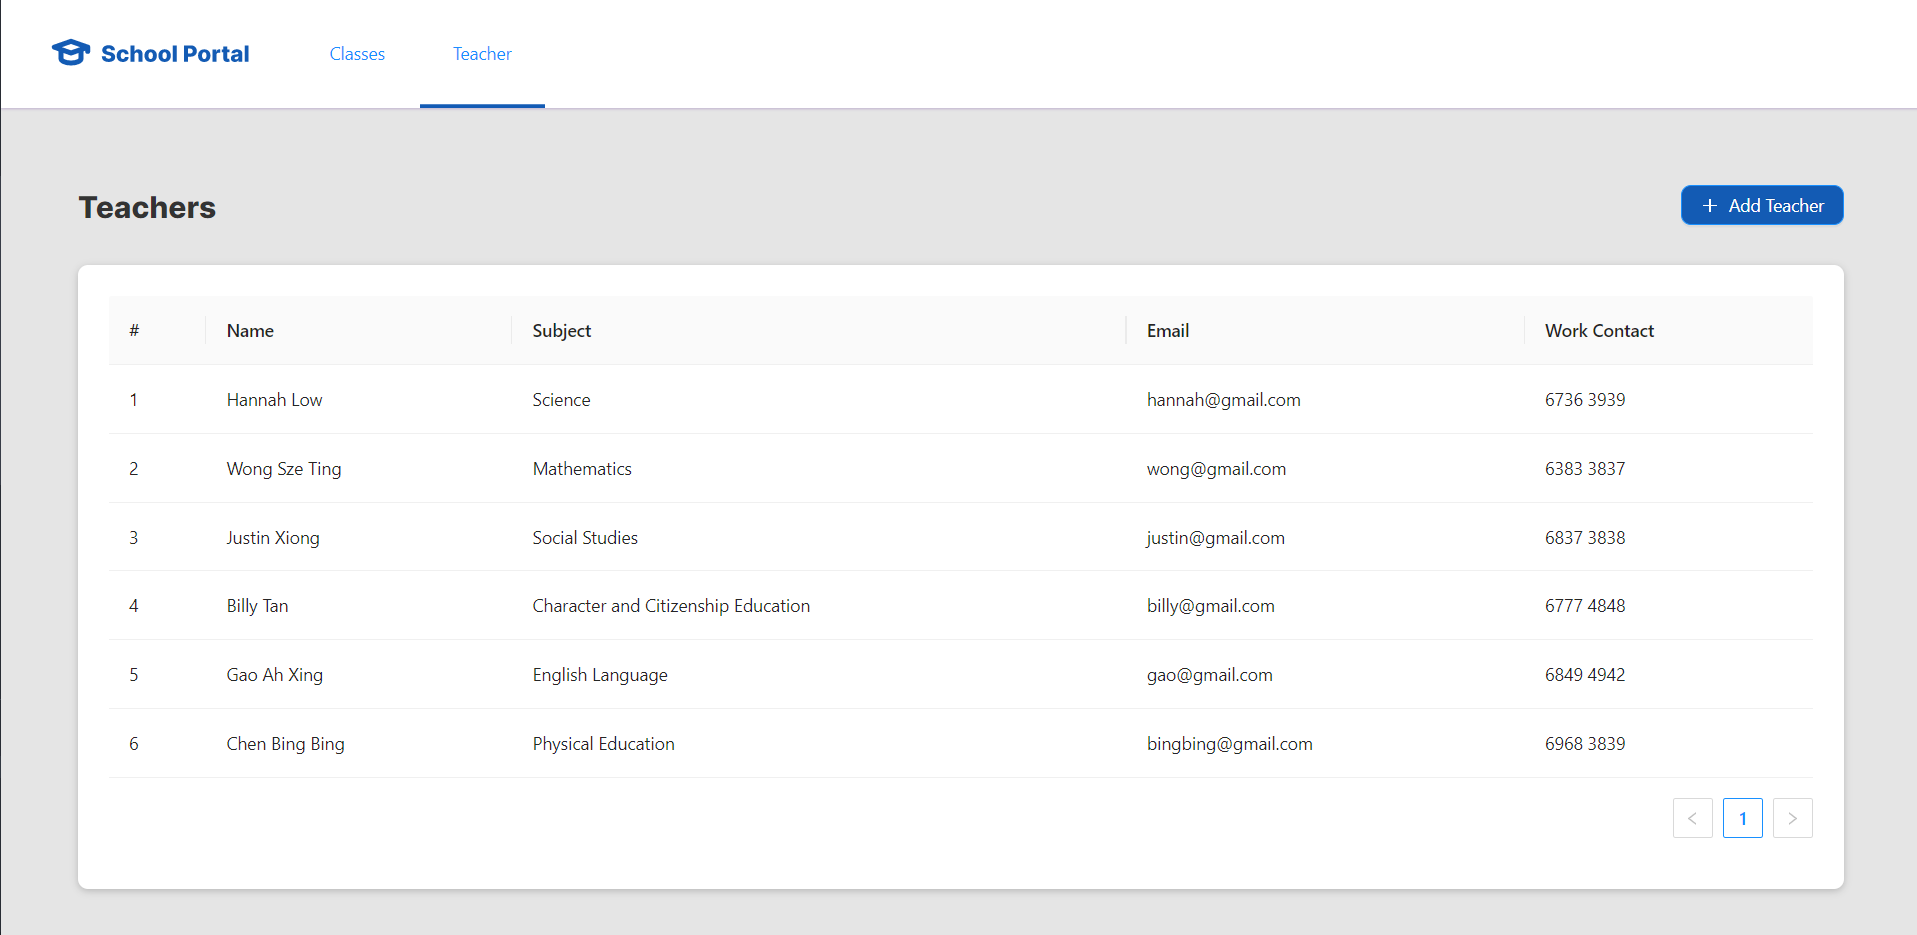 School Portal Classes Teacher
Teachers
+ Add Teacher
# Name Subject Email Work Contact
1 Hannah Low Science hannah@gmail.com 6736 3939
2 Wong Sze Ting Mathematics wong@gmail.com 6383 3837
3 Justin Xiong Social Studies justin@gmail.com 6837 3838
4 Billy Tan Character and Citizenship Education billy@gmail.com 6777 4848
5 Gao Ah Xing English Language gao@gmail.com 6849 4942
6 Chen Bing Bing Physical Education bingbing@gmail.com 6968 3839
< 1 >